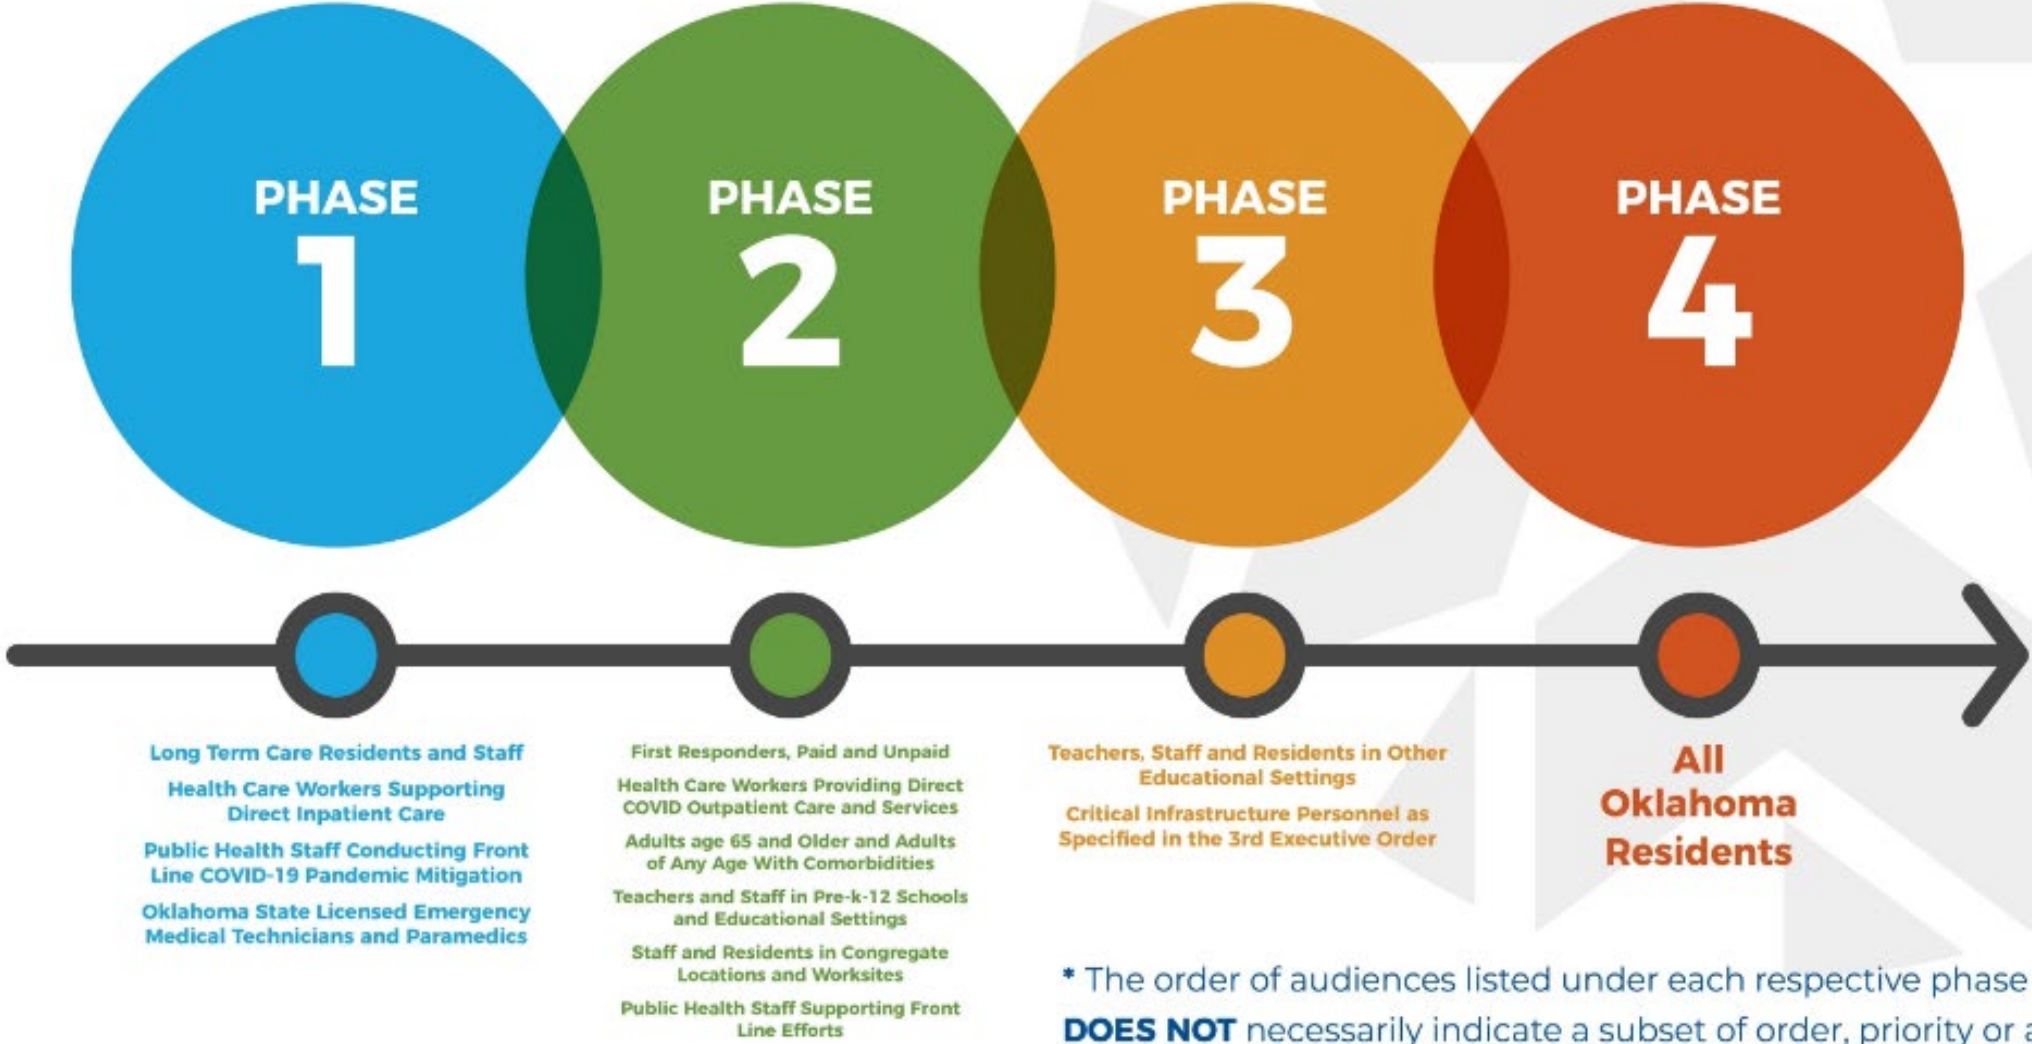 PHASE
1
PHASE
2
PHASE
3
PHASE
4
Long Term Care Residents and Staff
Health Care Workers Supporting
Direct Inpatient Care
Public Health Staff Conducting Front
Line COVID-19 Pandemic Mitigation
Oklahoma State Licensed Emergency
Medical Technicians and Paramedics
First Responders, Paid and Unpaid
Health Care Workers Providing Direct
COVID Outpatient Care and Services
Adults age 65 and Older and Adults
of Any Age With Comorbidities
Teachers and Staff in Pre-k-12 Schools
and Educational Settings
Staff and Residents in Congregate
Locations and Worksites
Public Health Staff Supporting Front
Line Efforts
Teachers, Staff and Residents in Other
Educational Settings
Critical Infrastructure Personnel as
Specified in the 3rd Executive Order
All
Oklahoma
Residents
* The order of audiences listed under each respective phase
DOES NOT necessarily indicate a subset of order, priority or